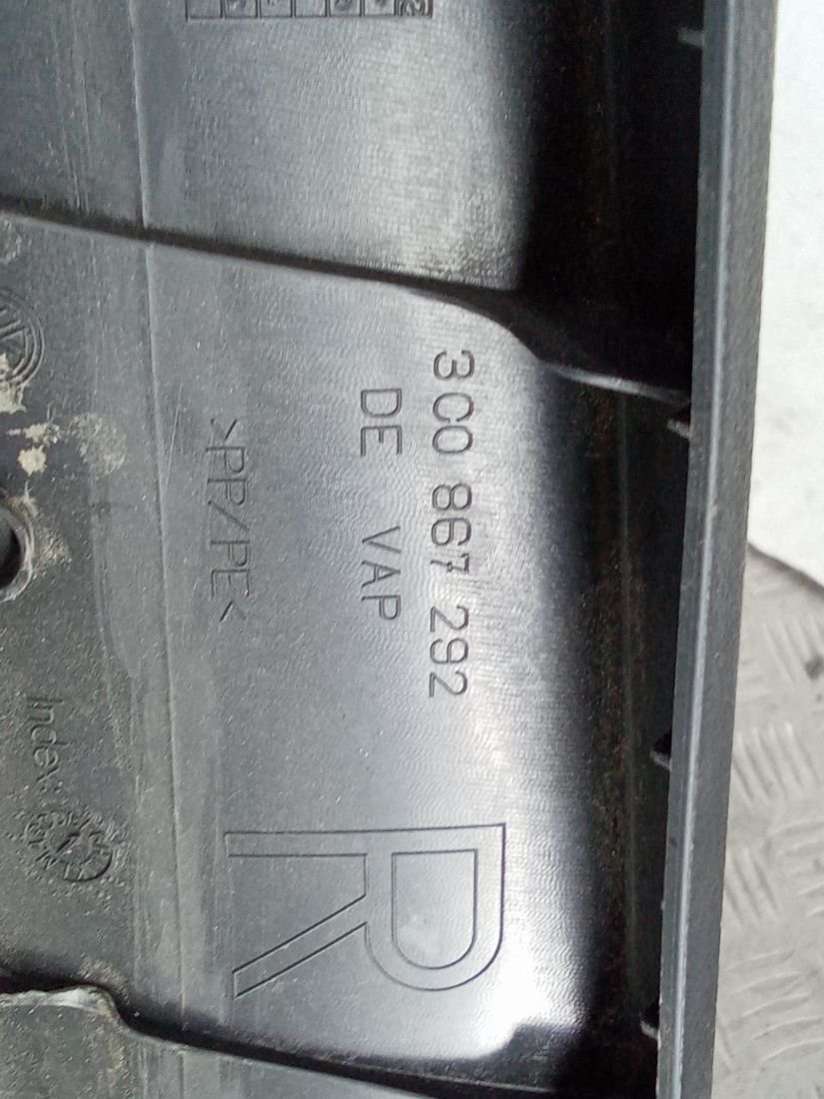 3C0 867 292
DE VAP
>PP/PE<
R
Index